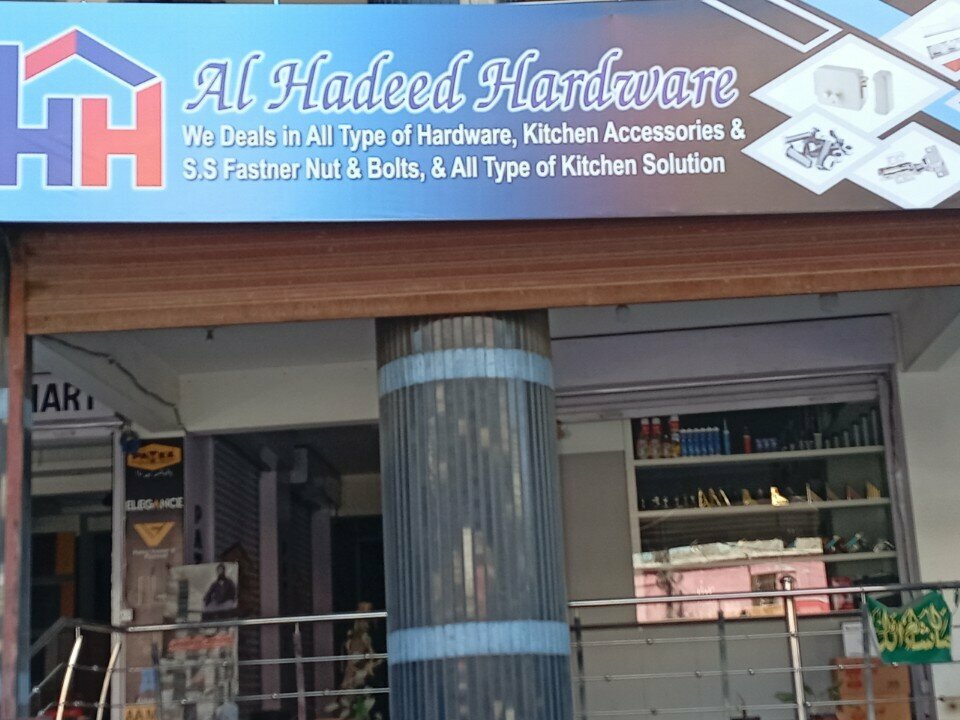 HH
Al Hadeed Hardware
We Deals in All Type of Hardware, Kitchen Accessories &
S.S Fastner Nut & Bolts, & All Type of Kitchen Solution
ELEGANCE